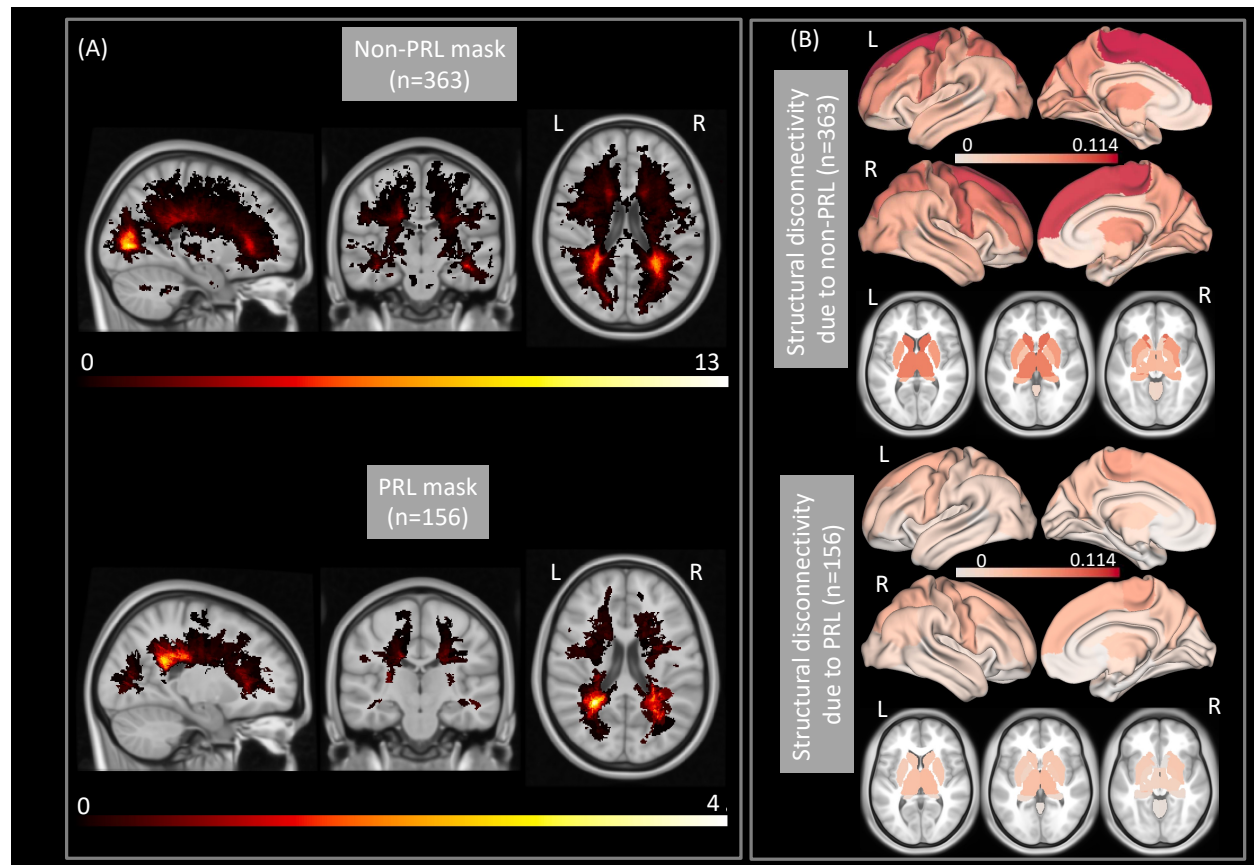 (A)
Non-PRL mask
(n=363)
L
R
0
13
PRL mask
(n=156)
L
R
0
4 .
(B)
L
Structural disconnectivity
due to non-PRL (n=363)
0
0.114
R
L
R
Structural disconnectivity
due to PRL (n=156)
L
0
0.114
R
L
R